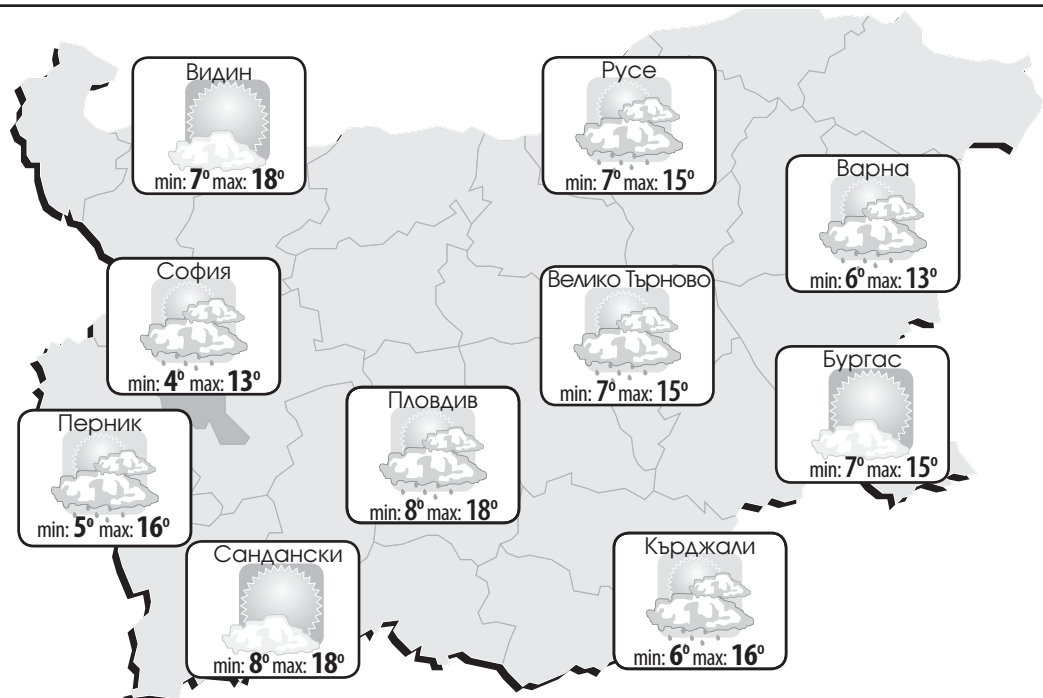 Видин
min: 7° max: 18°
Русе
min: 7° max: 15°
Варна
min: 6° max: 13°
София
min: 4° max: 13°
Велико Търново
min: 7° max: 15°
Бургас
min: 7° max: 15°
Пловдив
min: 8° max: 18°
Перник
min: 5° max: 16°
Сандански
min: 8° max: 18°
Кърджали
min: 6° max: 16°